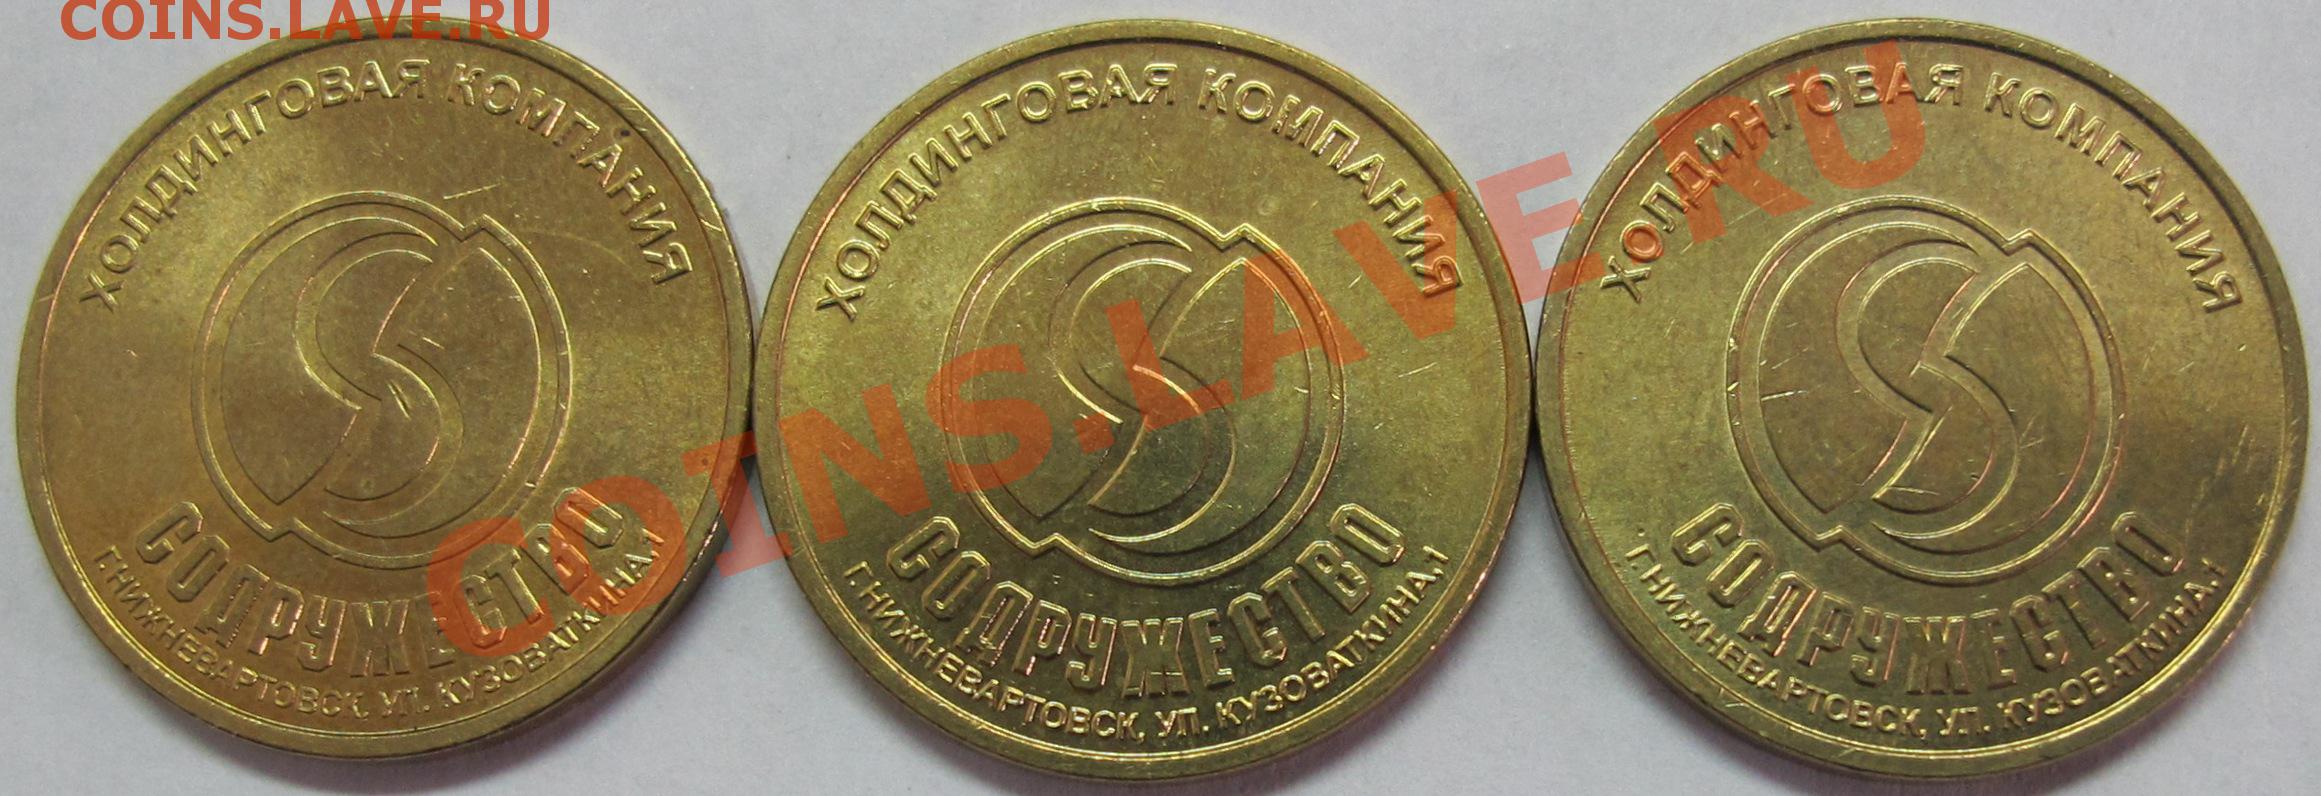 COINS.LAVE.RU
ХОЛДИНГОВАЯ КОМПАНИЯ
СОДРУЖЕСТВО
Г.НИЖНЕВАРТОВСК, УЛ. КУЗОВАТКИНА,1
ХОЛДИНГОВАЯ КОМПАНИЯ
СОДРУЖЕСТВО
Г.НИЖНЕВАРТОВСК, УЛ. КУЗОВАТКИНА,1
ХОЛДИНГОВАЯ КОМПАНИЯ
СОДРУЖЕСТВО
Г.НИЖНЕВАРТОВСК, УЛ. КУЗОВАТКИНА,1
COINS.LAVE.RU